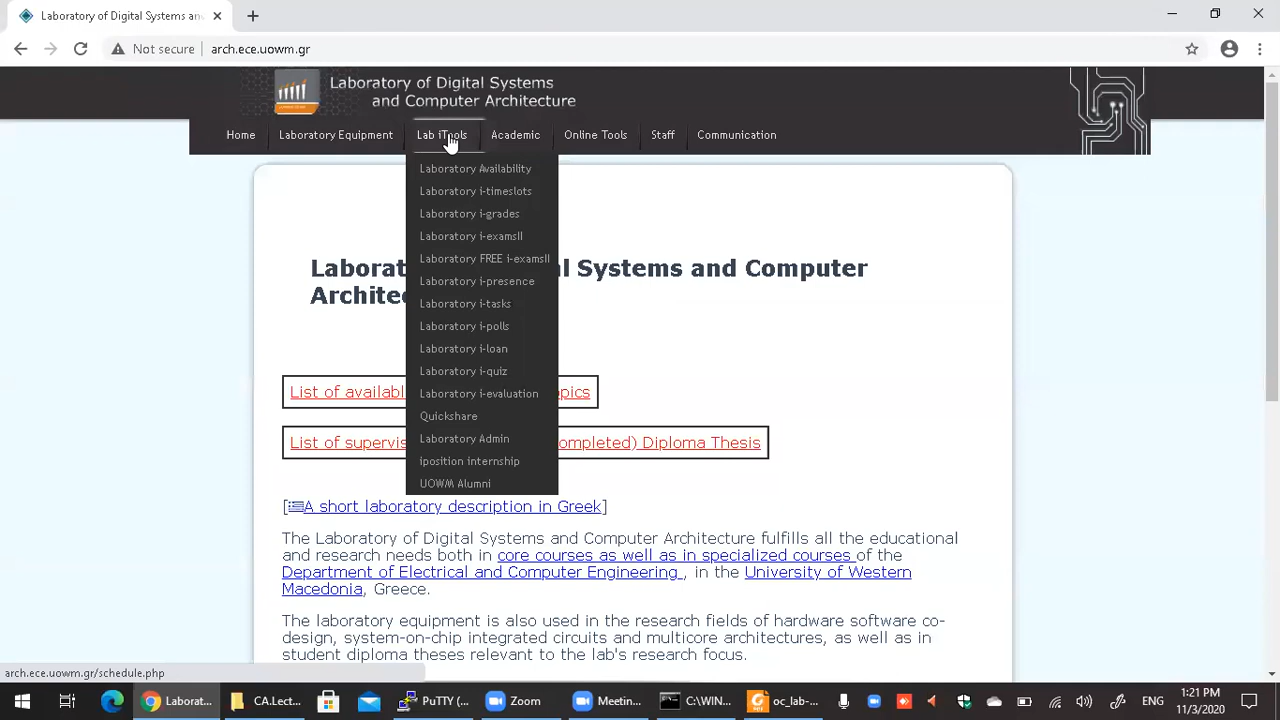 Laboratory of Digital Systems and
Not secure arch.ece.uowm.gr
Laboratory of Digital Systems
and Computer Architecture
Home Laboratory Equipment Lab iTools Academic Online Tools Staff Communication
Laboratory Availability
Laboratory i-timeslots
Laboratory i-grades
Laboratory i-examsII
Laboratory FREE i-examsII
Laboratory i-presence
Laboratory i-tasks
Laboratory i-polls
Laboratory i-loan
Laboratory i-quiz
Laboratory i-evaluation
Quickshare
Laboratory Admin
iposition internship
UOWM Alumni
Laborat l Systems and Computer
Archite
List of availabl pics
List of supervis ompleted) Diploma Thesis
[A short laboratory description in Greek]
The Laboratory of Digital Systems and Computer Architecture fulfills all the educational
and research needs both in core courses as well as in specialized courses of the
Department of Electrical and Computer Engineering , in the University of Western
Macedonia, Greece.
The laboratory equipment is also used in the research fields of hardware software co-
design, system-on-chip integrated circuits and multicore architectures, as well as in
student diploma theses relevant to the lab's research focus.
arch.ece.uowm.gr/schedule.php
Laborat... CA.Lect... PuTTY (... Zoom Meetin... C:\WIN... oc_lab-... ENG 1:21 PM
11/3/2020